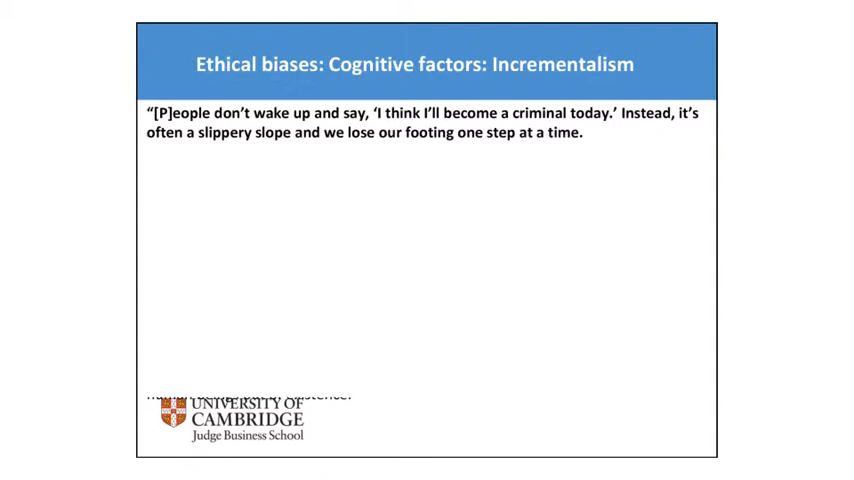 Ethical biases: Cognitive factors: Incrementalism
“[P]eople don’t wake up and say, ‘I think I’ll become a criminal today.’ Instead, it’s
often a slippery slope and we lose our footing one step at a time.
UNIVERSITY OF
CAMBRIDGE
Judge Business School